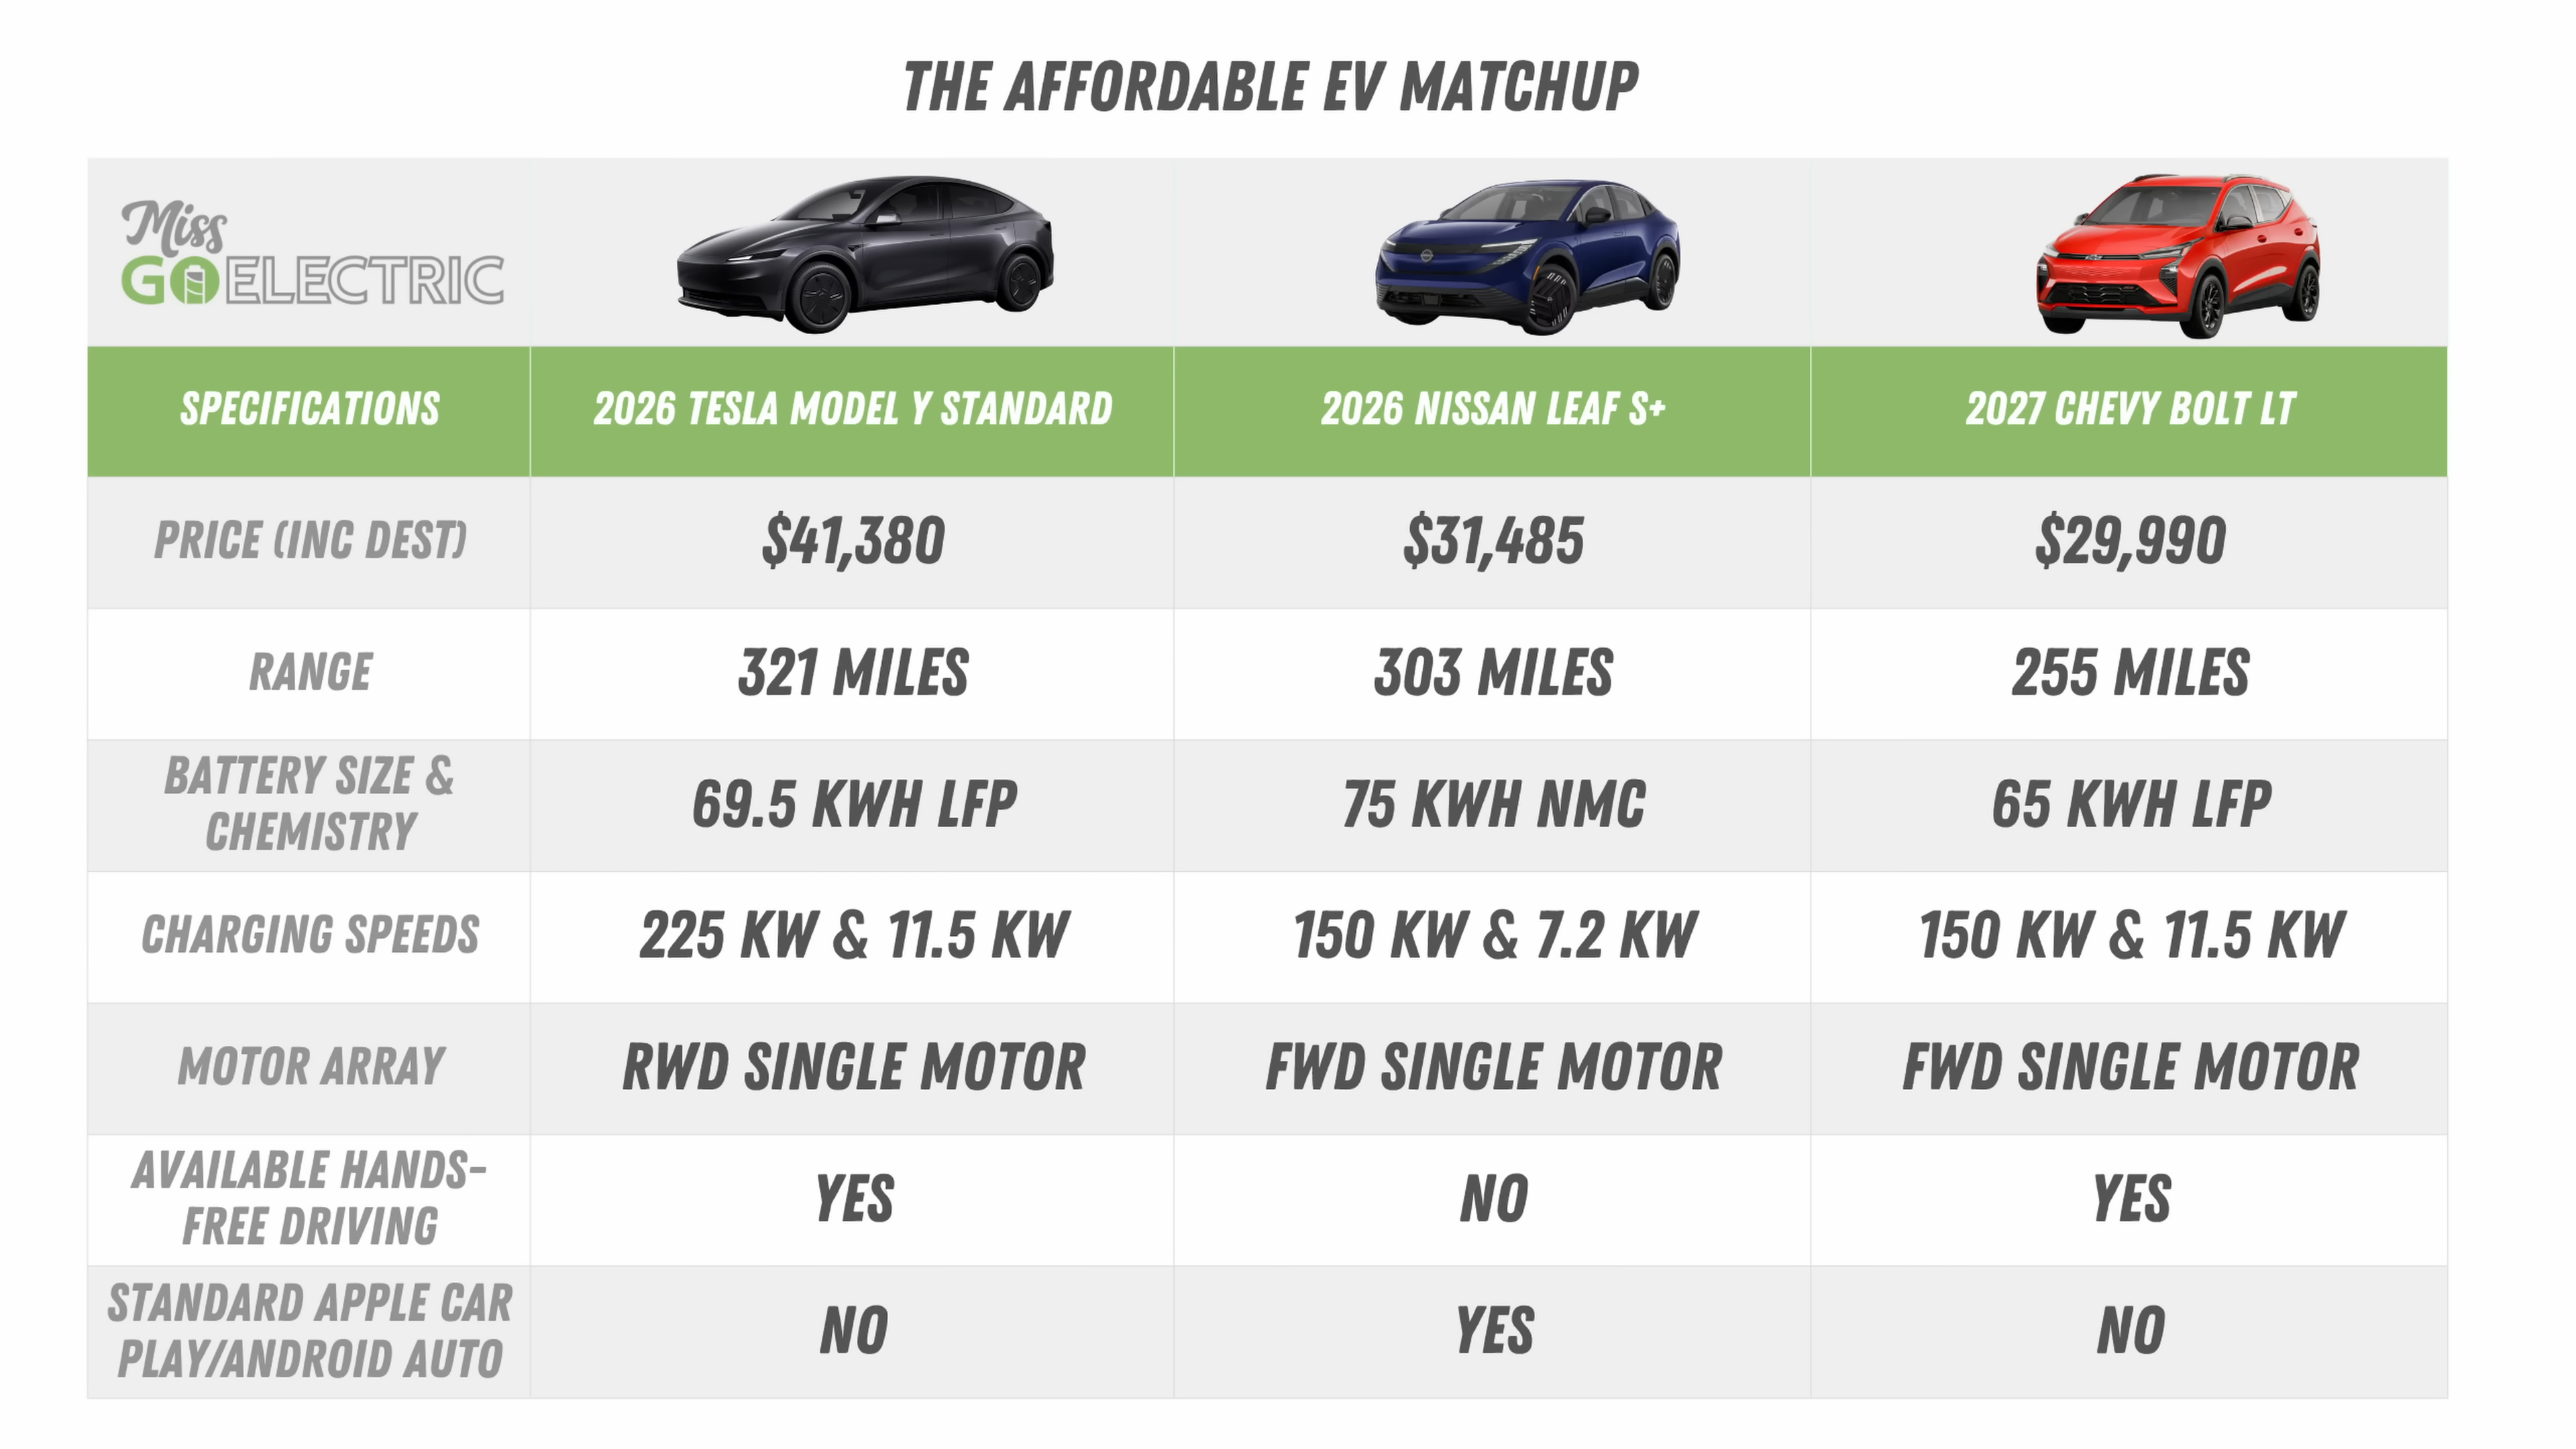 THE AFFORDABLE EV MATCHUP
Miss
GO ELECTRIC
SPECIFICATIONS
2026 TESLA MODEL Y STANDARD
2026 NISSAN LEAF S+
2027 CHEVY BOLT LT
PRICE (INC DEST)
$41,380
$31,485
$29,990
RANGE
321 MILES
303 MILES
255 MILES
BATTERY SIZE &
CHEMISTRY
69.5 KWH LFP
75 KWH NMC
65 KWH LFP
CHARGING SPEEDS
225 KW & 11.5 KW
150 KW & 7.2 KW
150 KW & 11.5 KW
MOTOR ARRAY
RWD SINGLE MOTOR
FWD SINGLE MOTOR
FWD SINGLE MOTOR
AVAILABLE HANDS-
FREE DRIVING
YES
NO
YES
STANDARD APPLE CAR
PLAY/ANDROID AUTO
NO
YES
NO